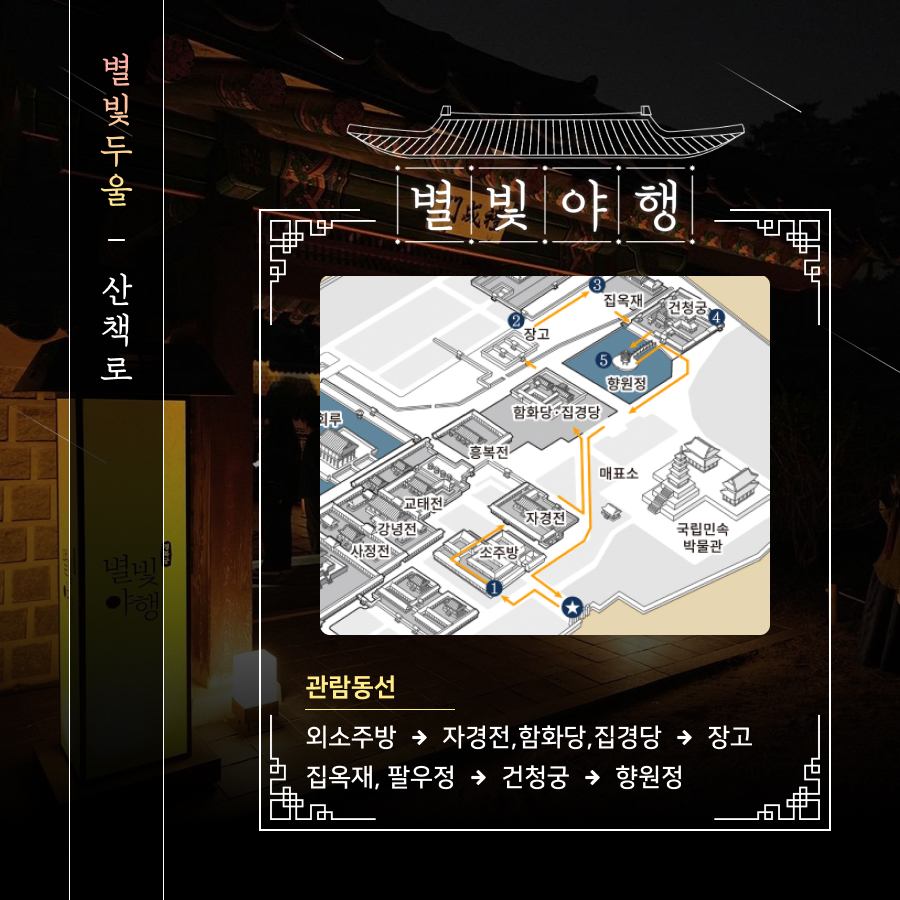 별빛두울 – 산책로
별빛야행
3
집옥재
건청궁
4
2
장고
5
향원정
함화당·집경당
회루
흥복전
매표소
교태전
자경전
강녕전
국립민속
박물관
사정전
소주방
1
별빛
야행
관람동선
외소주방 → 자경전,함화당,집경당 → 장고
집옥재, 팔우정 → 건청궁 → 향원정